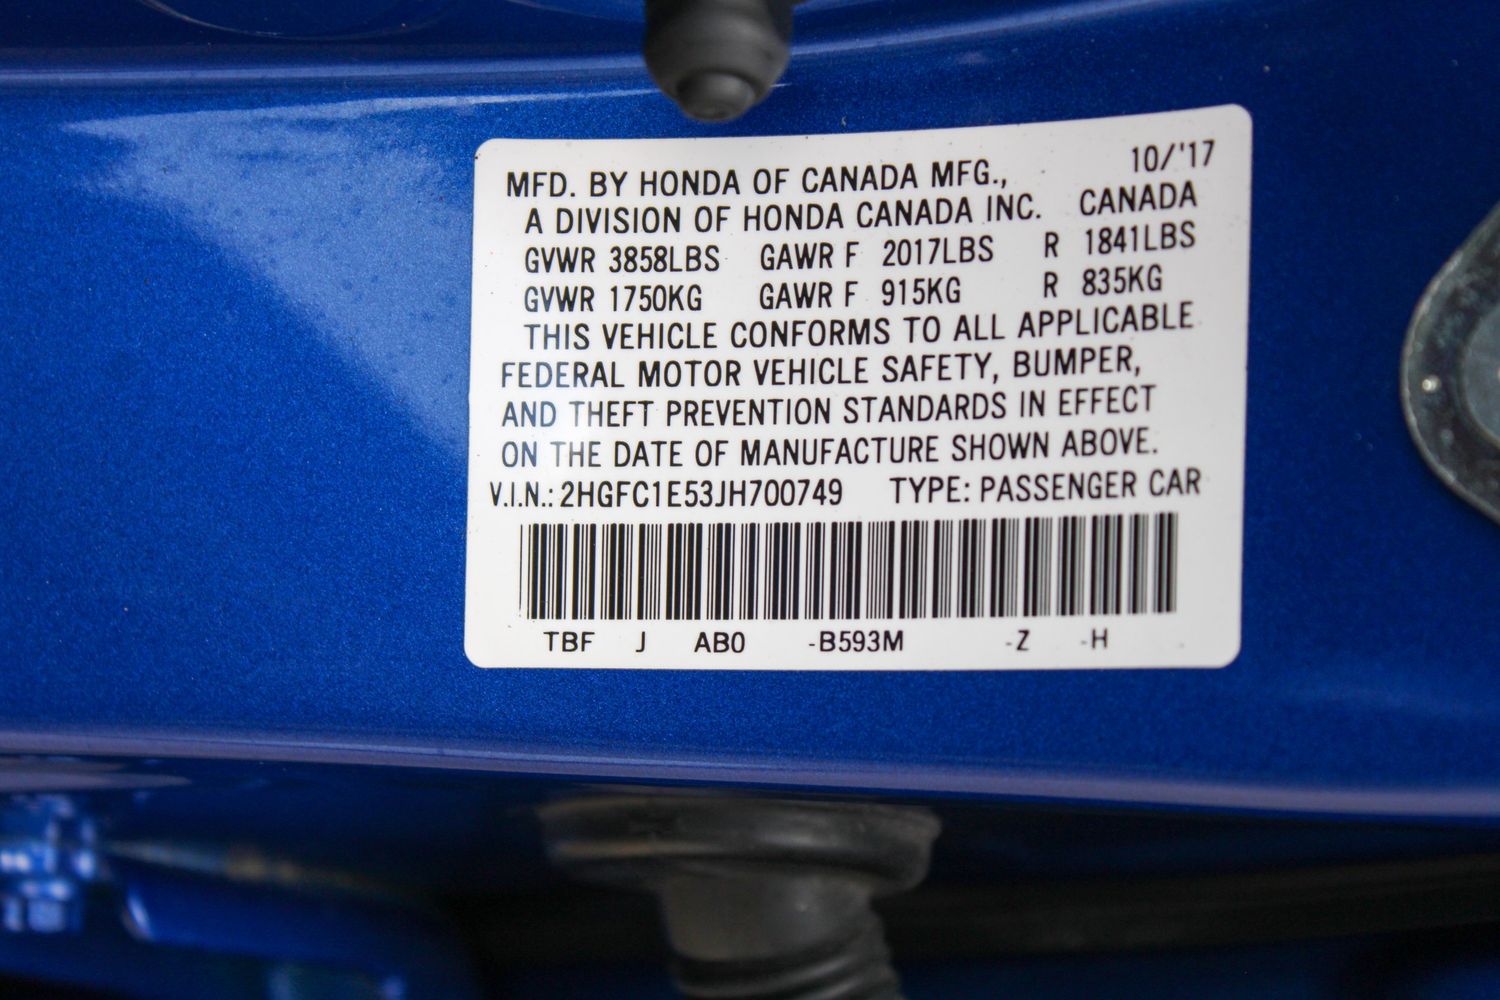 10/'17
MFD. BY HONDA OF CANADA MFG.,
A DIVISION OF HONDA CANADA INC. CANADA
GVWR 3858LBS GAWR F 2017LBS R 1841LBS
GVWR 1750KG GAWR F 915KG R 835KG
THIS VEHICLE CONFORMS TO ALL APPLICABLE
FEDERAL MOTOR VEHICLE SAFETY, BUMPER,
AND THEFT PREVENTION STANDARDS IN EFFECT
ON THE DATE OF MANUFACTURE SHOWN ABOVE.
V.I.N.: 2HGFC1E53JH700749 TYPE: PASSENGER CAR
TBF J AB0 -B593M -Z -H